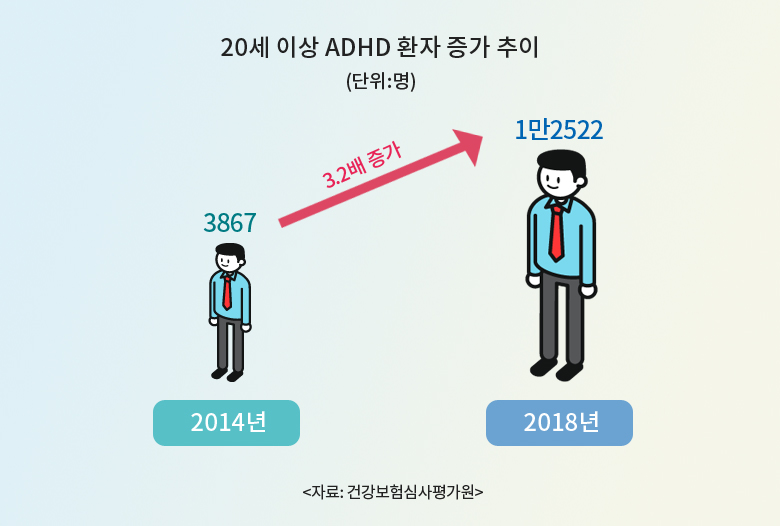 20세 이상 ADHD 환자 증가 추이
(단위:명)
1만2522
3.2배 증가
3867
2014년
2018년
<자료: 건강보험심사평가원>